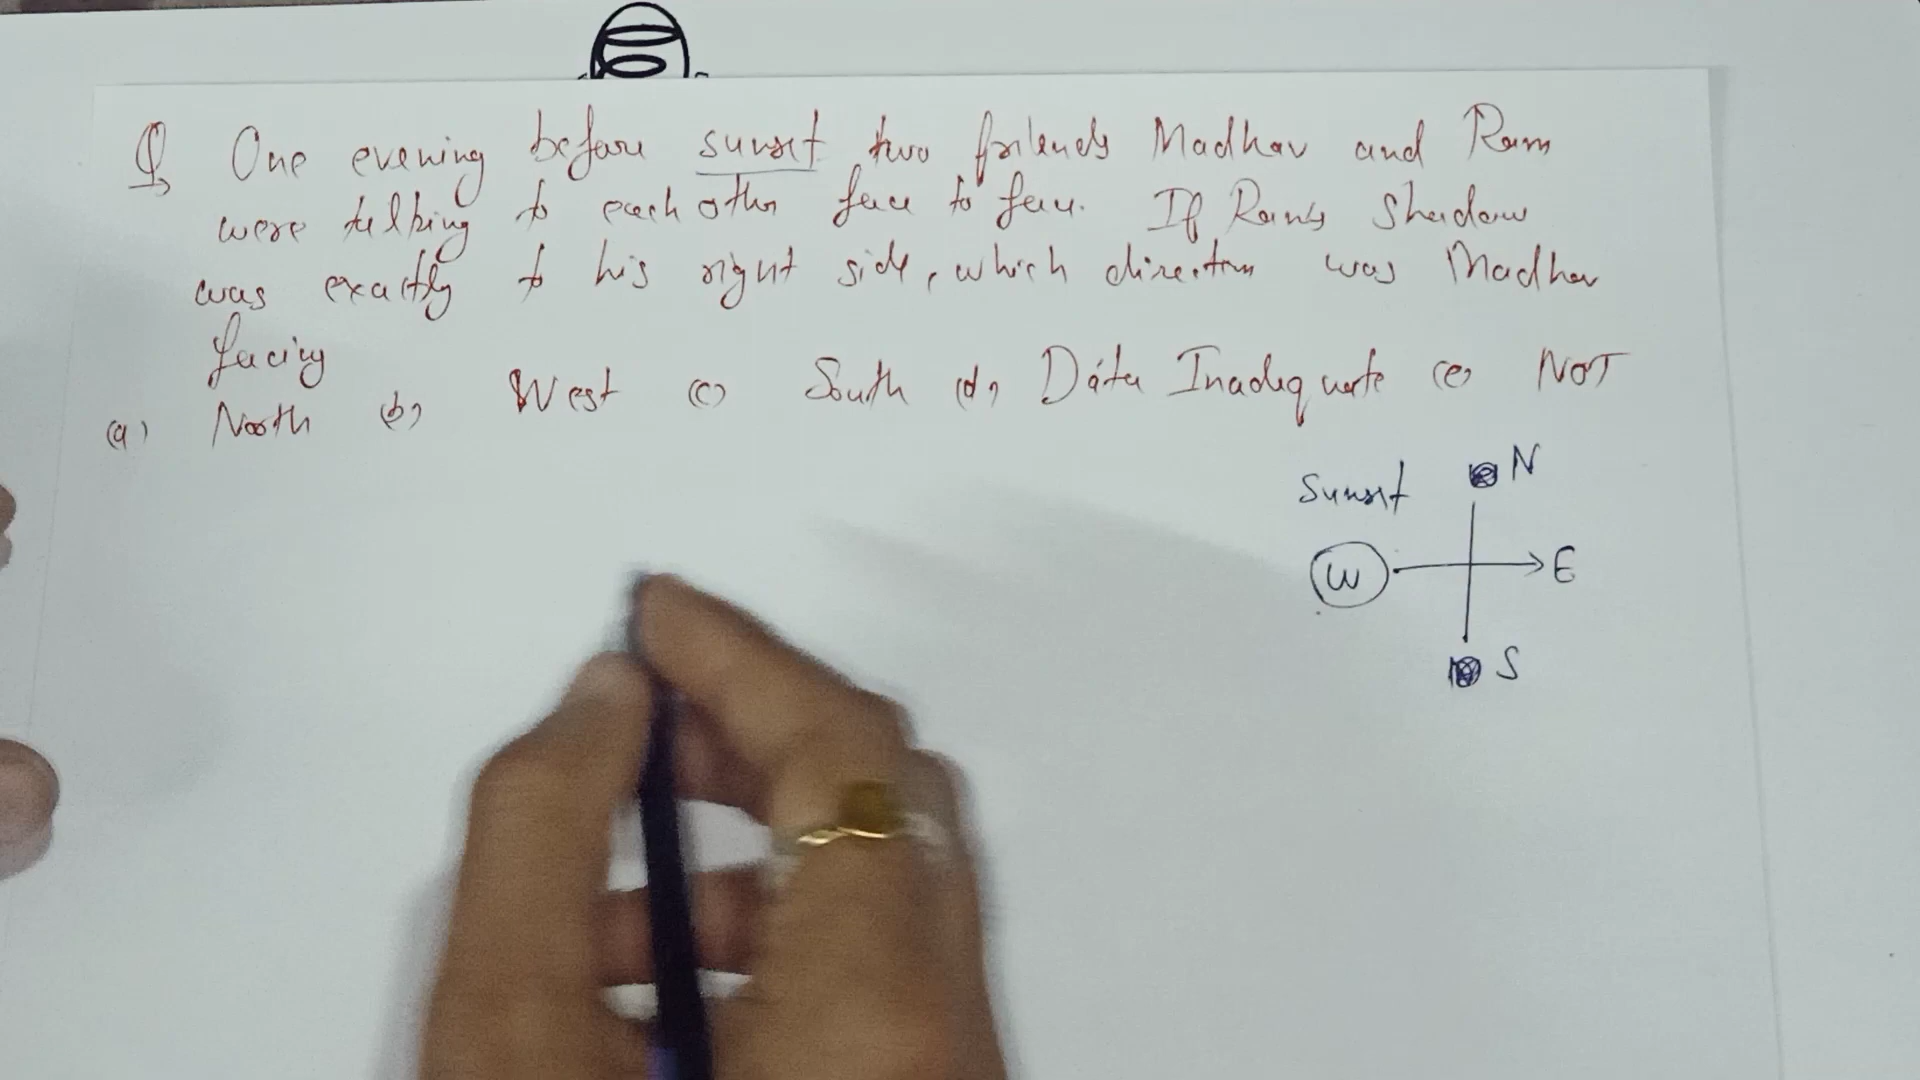 Q, One evening before sunset two friends Madhav and Ram
were talking to each other face to face. If Ram's Shadow
was exactly to his right side, which direction was Madhav
facing
(a) North (b) West (c) South (d) Data Inadequate (e) NOT
Sunset N
W E
S